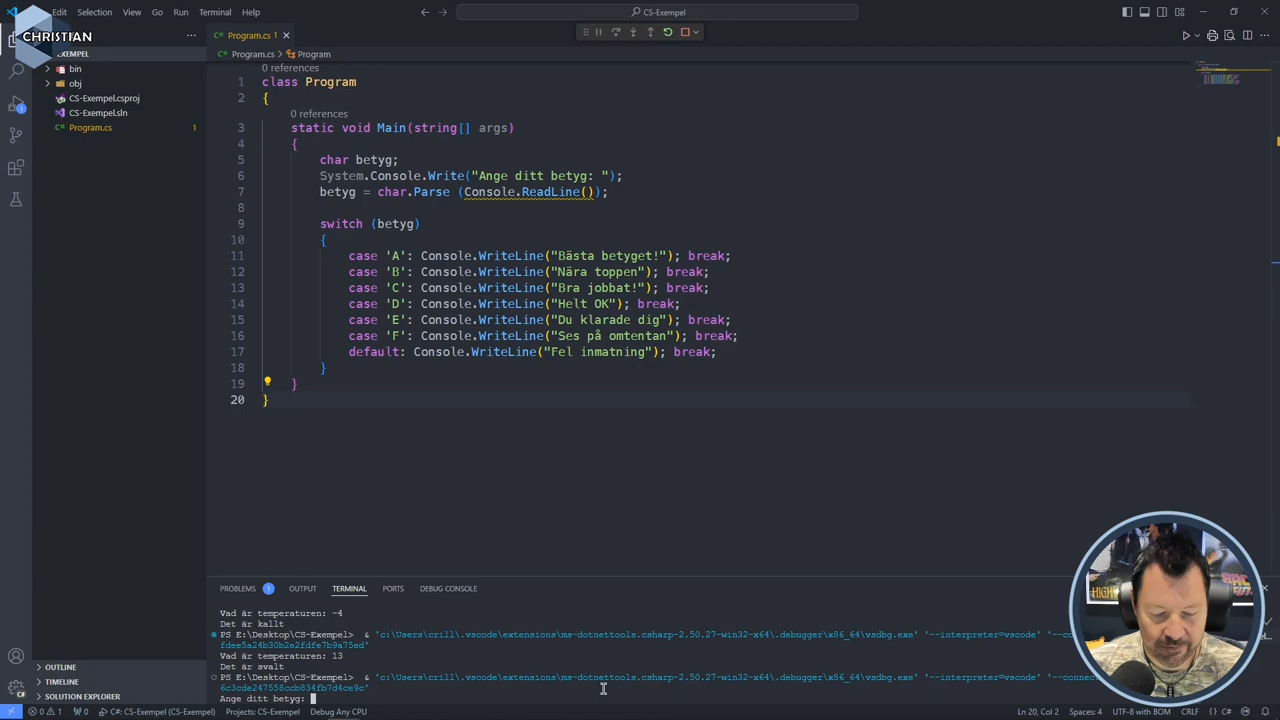 Edit Selection View Go Run Terminal Help
CS-Exempel
CHRISTIAN
Program.cs 1
EXEMPEL
Program.cs > Program
bin
obj
CS-Exempel.csproj
CS-Exempel.sln
Program.cs 1
0 references
1 class Program
2 {
0 references
3 static void Main(string[] args)
4 {
5 char betyg;
6 System.Console.Write("Ange ditt betyg: ");
7 betyg = char.Parse (Console.ReadLine());
8
9 switch (betyg)
10 {
11 case 'A': Console.WriteLine("Bästa betyget!"); break;
12 case 'B': Console.WriteLine("Nära toppen"); break;
13 case 'C': Console.WriteLine("Bra jobbat!"); break;
14 case 'D': Console.WriteLine("Helt OK"); break;
15 case 'E': Console.WriteLine("Du klarade dig"); break;
16 case 'F': Console.WriteLine("Ses på omtentan"); break;
17 default: Console.WriteLine("Fel inmatning"); break;
18 }
19 }
20 }
PROBLEMS 1 OUTPUT TERMINAL PORTS DEBUG CONSOLE
Vad är temperaturen: -4
Det är kallt
PS E:\Desktop\CS-Exempel> & 'c:\Users\crill\.vscode\extensions\ms-dotnettools.csharp-2.50.27-win32-x64\.debugger\x86_64\vsdbg.exe' '--interpreter=vscode'
fdee5a24b30b2e2fdfe7b9a75ed'
Vad är temperaturen: 13
Det är svalt
PS E:\Desktop\CS-Exempel> & 'c:\Users\crill\.vscode\extensions\ms-dotnettools.csharp-2.50.27-win32-x64\.debugger\x86_64\vsdbg.exe' '--interpreter=vscode'
6c3cde247558ccb834fb7d4ce9c'
Ange ditt betyg:
OUTLINE
TIMELINE
SOLUTION EXPLORER
0 1 0 C#: CS-Exempel (CS-Exempel) Projects: CS-Exempel Debug Any CPU
Ln 20, Col 2 Spaces: 4 UTF-8 with BOM CRLF {} C#